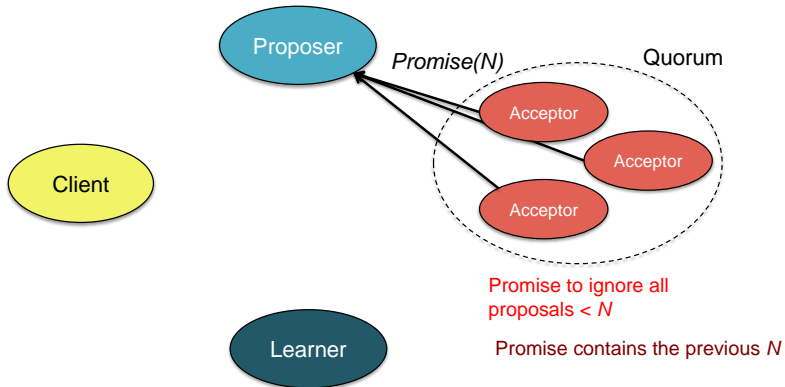 Proposer
Promise(N)
Quorum
Acceptor
Acceptor
Client
Acceptor
Promise to ignore all
proposals < N
Learner
Promise contains the previous N